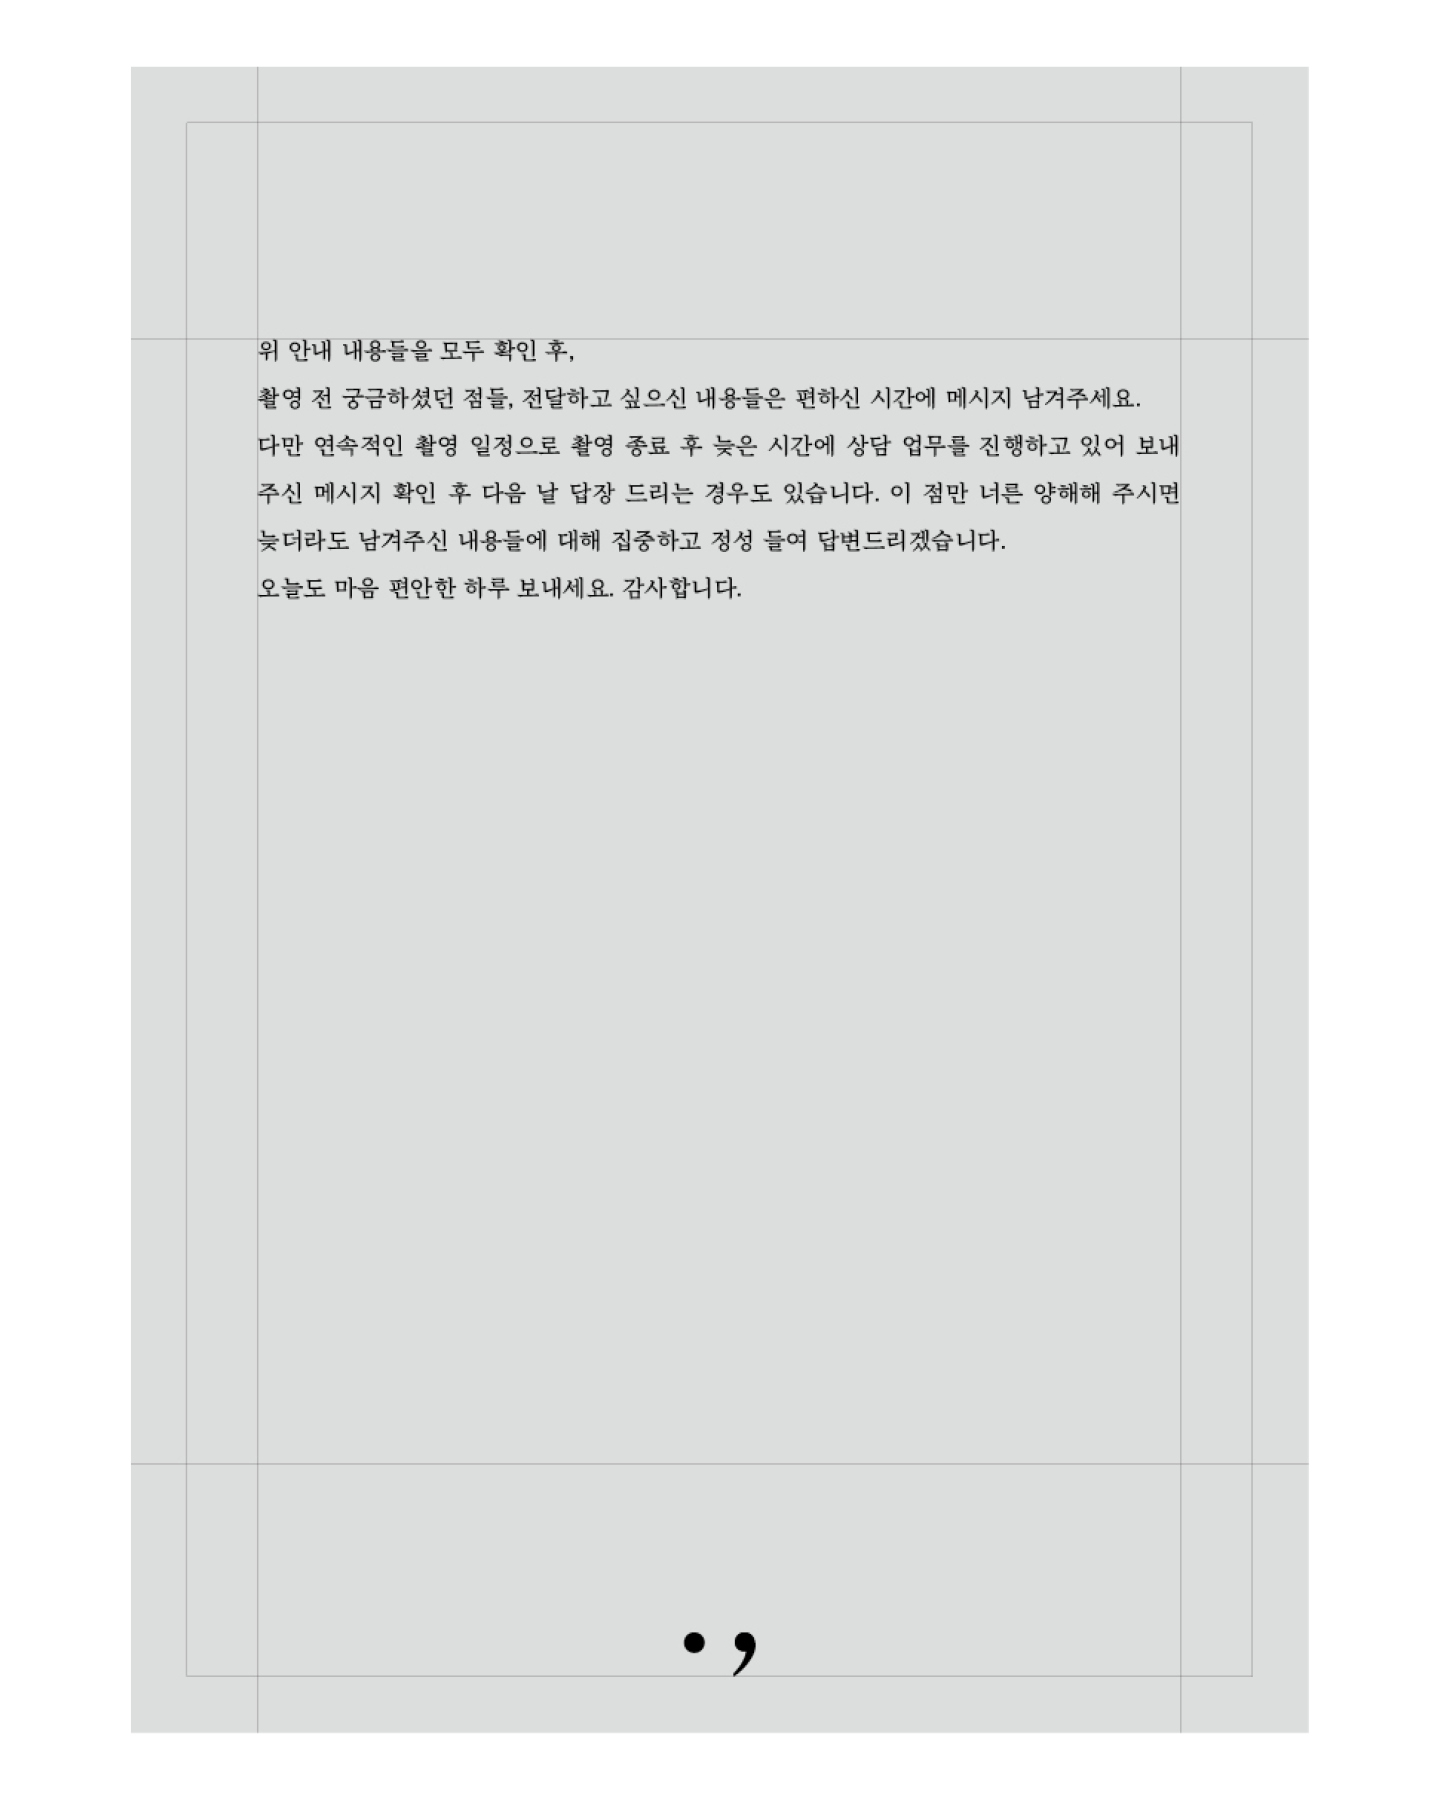 위 안내 내용들을 모두 확인 후,
촬영 전 궁금하셨던 점들, 전달하고 싶으신 내용들은 편하신 시간에 메시지 남겨주세요.
다만 연속적인 촬영 일정으로 촬영 종료 후 늦은 시간에 상담 업무를 진행하고 있어 보내
주신 메시지 확인 후 다음 날 답장 드리는 경우도 있습니다. 이 점만 너른 양해해 주시면
늦더라도 남겨주신 내용들에 대해 집중하고 정성 들여 답변드리겠습니다.
오늘도 마음 편안한 하루 보내세요. 감사합니다.
• ,